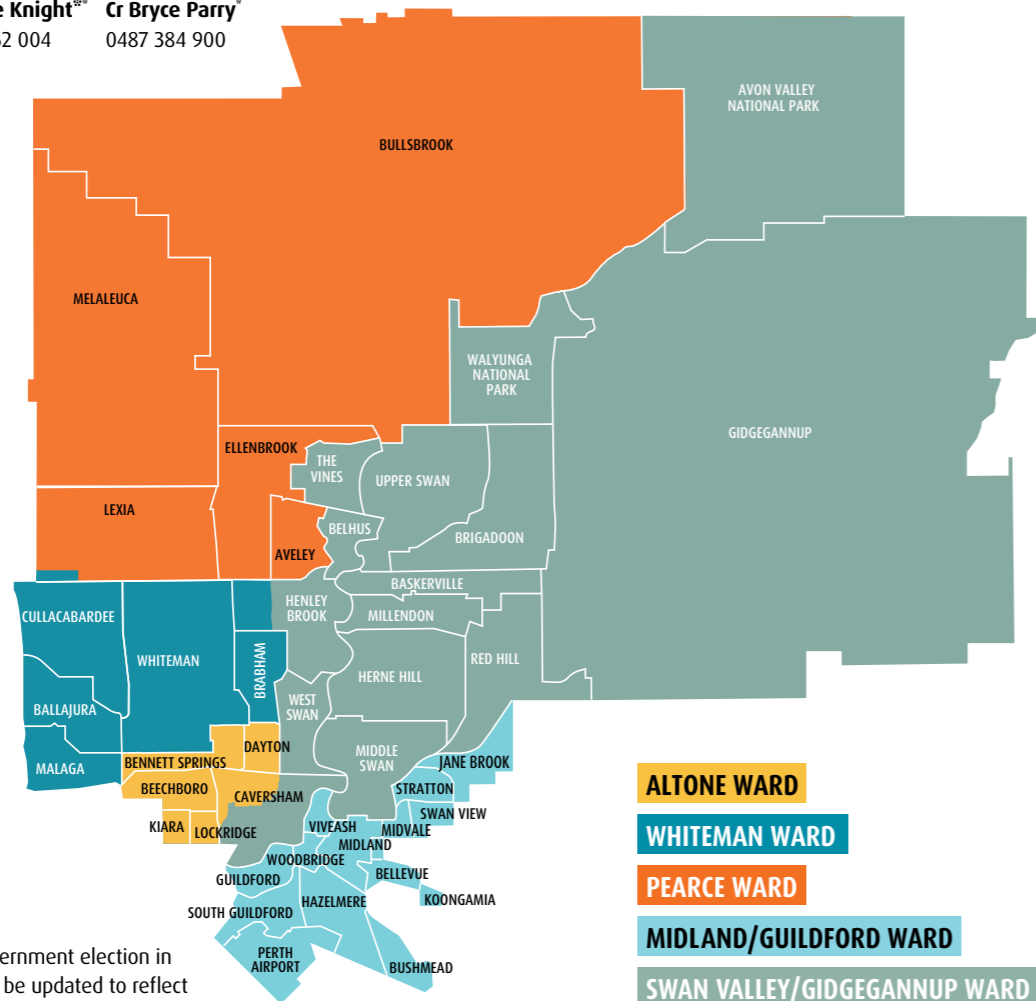 Knight** Cr Bryce Parry*
0487 384 900
AVON VALLEY
NATIONAL PARK
BULLSBROOK
MELALEUCA
WALYUNGA
NATIONAL
PARK
GIDGEGANNUP
ELLENBROOK
THE
VINES
UPPER SWAN
LEXIA
BELHUS
BRIGADOON
AVELEY
BASKERVILLE
HENLEY
BROOK
MILLENDON
CULLACABARDEE
WHITEMAN
BRABHAM
HERNE HILL
RED HILL
BALLAJURA
WEST
SWAN
MALAGA
BENNETT SPRINGS
DAYTON
MIDDLE
SWAN
JANE BROOK
BEECHBORO
CAVERSHAM
STRATTON
KIARA
LOCKRIDGE
VIVEASH
SWAN VIEW
MIDVALE
MIDLAND
WOODBRIDGE
GUILDFORD
BELLEVUE
KOONGAMIA
SOUTH GUILDFORD
HAZELMERE
PERTH
AIRPORT
BUSHMEAD
ALTONE WARD
WHITEMAN WARD
PEARCE WARD
MIDLAND/GUILDFORD WARD
SWAN VALLEY/GIDGEGANNUP WARD
election in
be updated to reflect